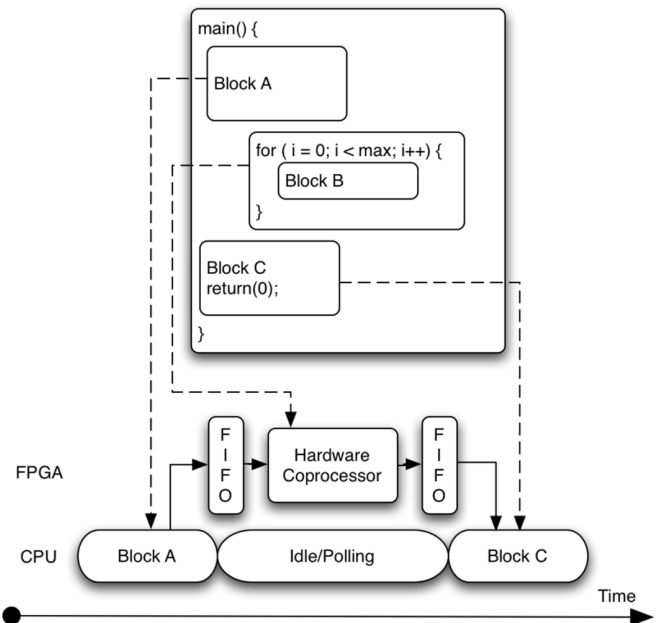 main() {
Block A
for ( i = 0; i < max; i++) {
Block B
}
Block C
return(0);
}
FPGA
F
I
F
O
Hardware
Coprocessor
F
I
F
O
CPU
Block A
Idle/Polling
Block C
Time